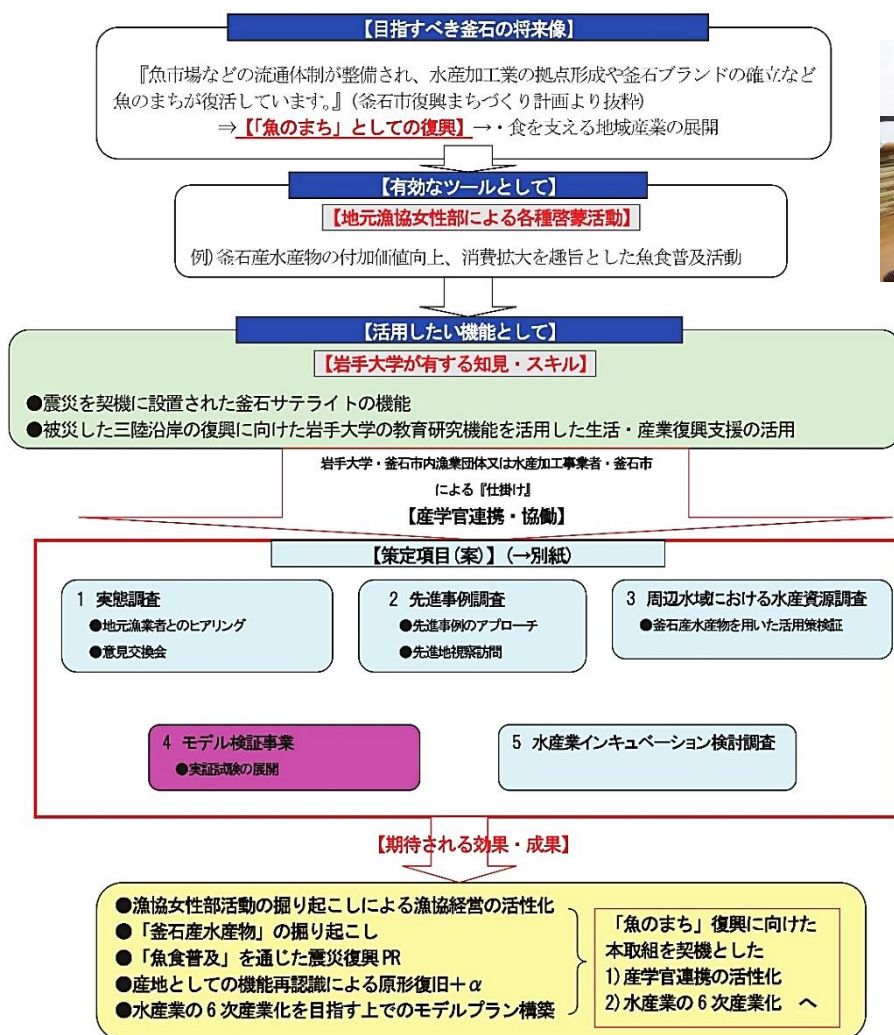 【目指すべき釜石の将来像】
『魚市場などの流通体制が整備され、水産加工業の拠点形成や釜石ブランドの確立など
魚のまちが復活しています。』(釜石市復興まちづくり計画より抜粋)
⇒【「魚のまち」としての復興】→・食を支える地域産業の展開
【有効なツールとして】
【地元漁協女性部による各種啓蒙活動】
例)釜石産水産物の付加価値向上、消費拡大を趣旨とした魚食普及活動
【活用したい機能として】
【岩手大学が有する知見・スキル】
●震災を契機に設置された釜石サテライトの機能
●被災した三陸沿岸の復興に向けた岩手大学の教育研究機能を活用した生活・産業復興支援の活用
岩手大学・釜石市内漁業団体又は水産加工事業者・釜石市
による『仕掛け』
【産学官連携・協働】
【策定項目(案)】(→別紙)
1 実態調査
●地元漁業者とのヒアリング
●意見交換会
2 先進事例調査
●先進事例のアプローチ
●先進地視察訪問
3 周辺水域における水産資源調査
●釜石産水産物を用いた活用策検証
4 モデル検証事業
●実証試験の展開
5 水産業インキュベーション検討調査
【期待される効果・成果】
●漁協女性部活動の掘り起こしによる漁協経営の活性化
●「釜石産水産物」の掘り起こし
●「魚食普及」を通じた震災復興PR
●産地としての機能再認識による原形復旧+α
●水産業の6次産業化を目指す上でのモデルプラン構築
「魚のまち」復興に向けた
本取組を契機とした
1)産学官連携の活性化
2)水産業の6次産業化 へ